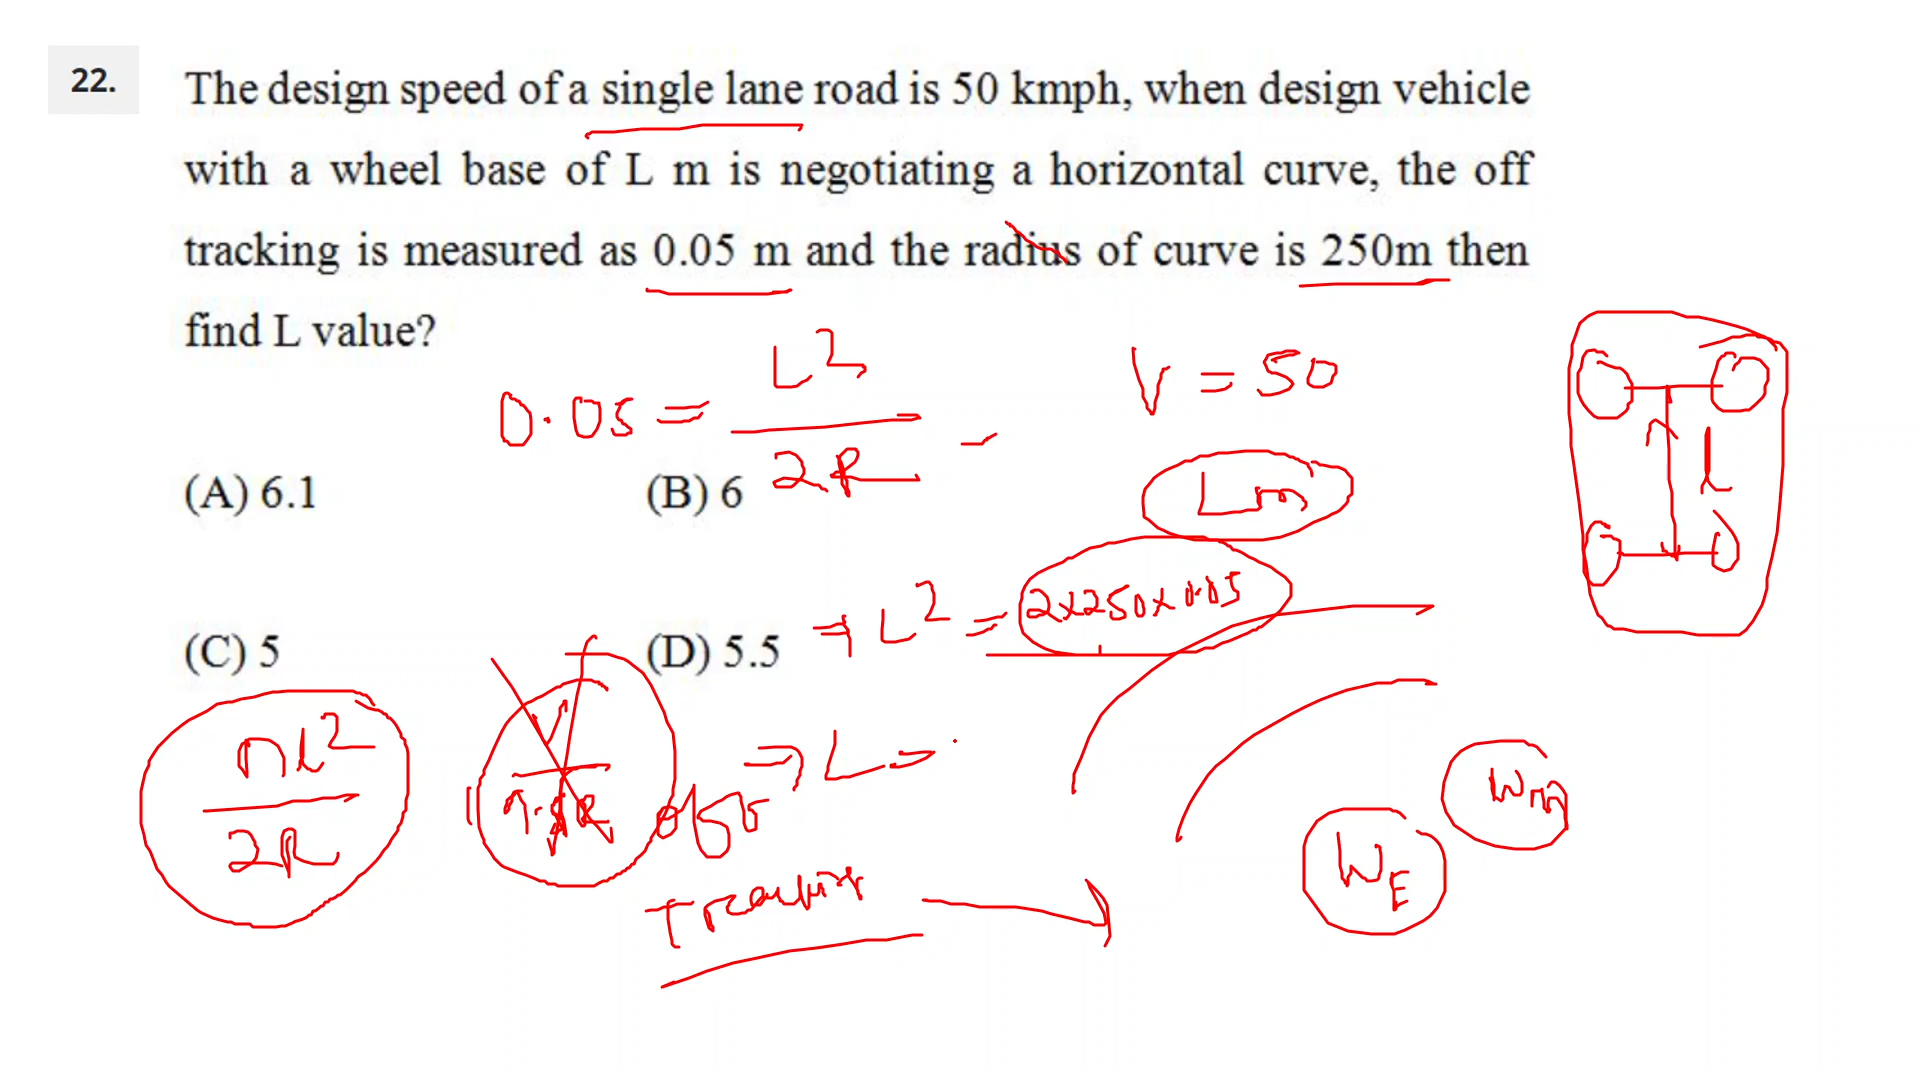 22.
The design speed of a single lane road is 50 kmph, when design vehicle
with a wheel base of L m is negotiating a horizontal curve, the off
tracking is measured as 0.05 m and the radius of curve is 250m then
find L value?
0.05 = L²/2R
V = 50
L
(A) 6.1
(B) 6
Lm
⇒ L² = 2x250x0.05
(C) 5
(D) 5.5
nl²/2R
⇒ L =
off
Tracking
Wm
WE